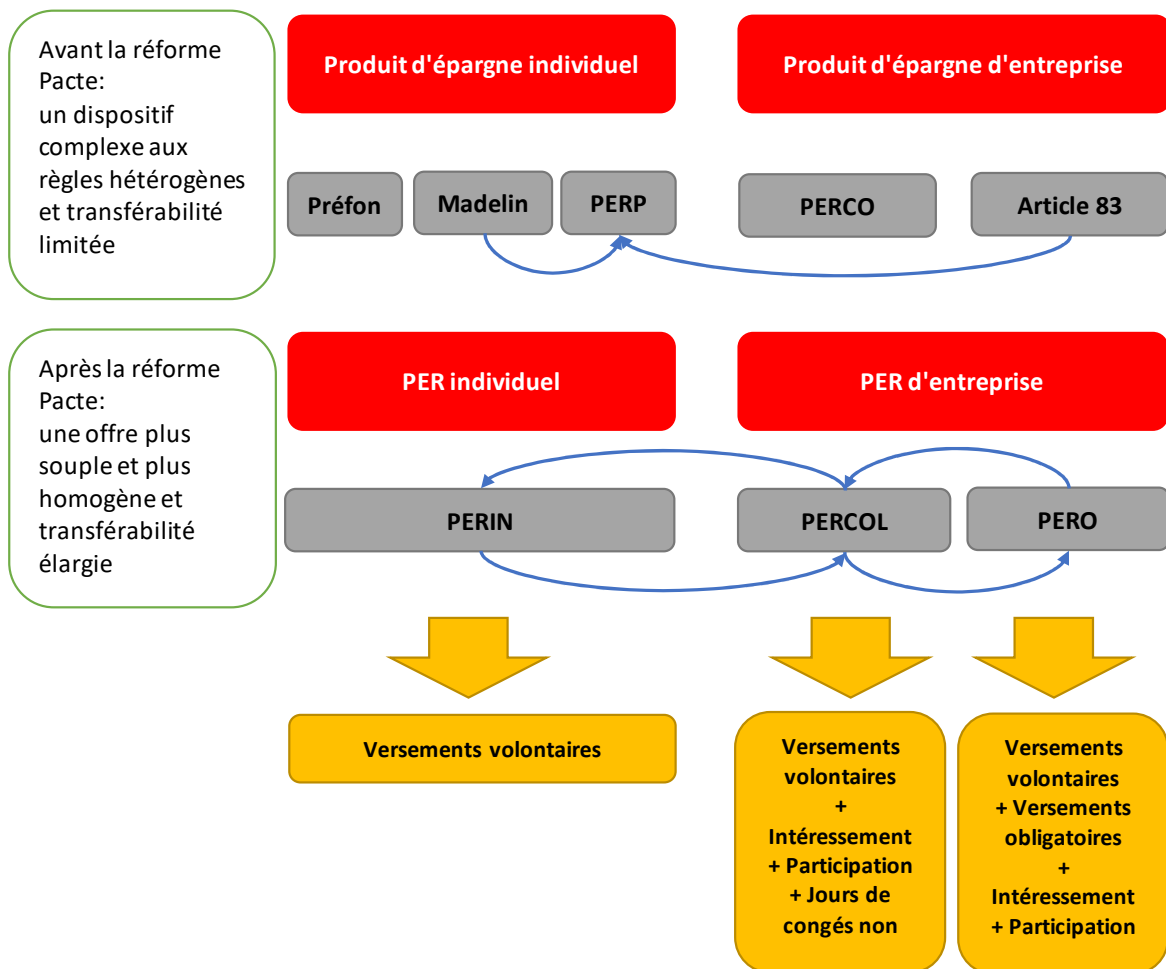 Avant la réforme
Pacte:
un dispositif
complexe aux
règles hétérogènes
et transférabilité
limitée
Produit d'épargne individuel
Produit d'épargne d'entreprise
Préfon
Madelin
PERP
PERCO
Article 83
Après la réforme
Pacte:
une offre plus
souple et plus
homogène et
transférabilité
élargie
PER individuel
PER d'entreprise
PERIN
PERCOL
PERO
Versements volontaires
Versements
volontaires
+
Intéressement
+ Participation
+ Jours de
congés non
Versements
volontaires
+ Versements
obligatoires
+
Intéressement
+ Participation